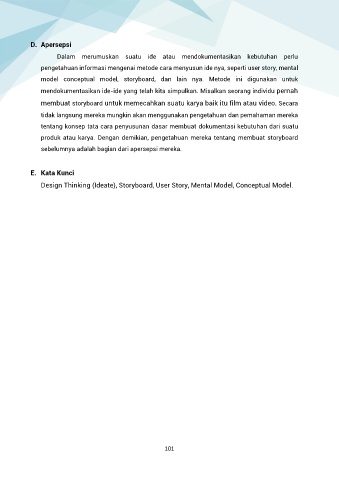 D. Apersepsi
Dalam merumuskan suatu ide atau mendokumentasikan kebutuhan perlu
pengetahuan informasi mengenai metode cara menyusun ide nya, seperti user story, mental
model conceptual model, storyboard, dan lain nya. Metode ini digunakan untuk
mendokumentasikan ide-ide yang telah kita simpulkan. Misalkan seorang individu pernah
membuat storyboard untuk memecahkan suatu karya baik itu film atau video. Secara
tidak langsung mereka mungkin akan menggunakan pengetahuan dan pemahaman mereka
tentang konsep tata cara penyusunan dasar membuat dokumentasi kebutuhan dari suatu
produk atau karya. Dengan demikian, pengetahuan mereka tentang membuat storyboard
sebelumnya adalah bagian dari apersepsi mereka.
E. Kata Kunci
Design Thinking (Ideate), Storyboard, User Story, Mental Model, Conceptual Model.
101